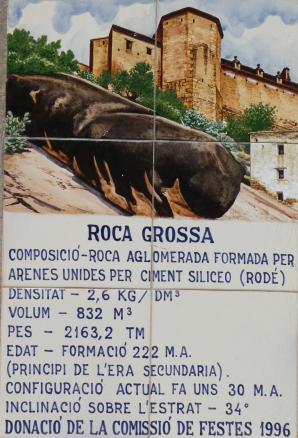 ROCA GROSSA
COMPOSICIÓ-ROCA AGLOMERADA FORMADA PER
ARENES UNIDES PER CIMENT SILICEO (RODÉ)
DENSITAT - 2,6 KG/DM³
VOLUM - 832 M³
PES - 2163,2 TM
EDAT - FORMACIÓ 222 M.A.
(PRINCIPI DE L'ERA SECUNDARIA).
CONFIGURACIÓ ACTUAL FA UNS 30 M.A.
INCLINACIÓ SOBRE L'ESTRAT - 34°
DONACIÓ DE LA COMISSIÓ DE FESTES 1996